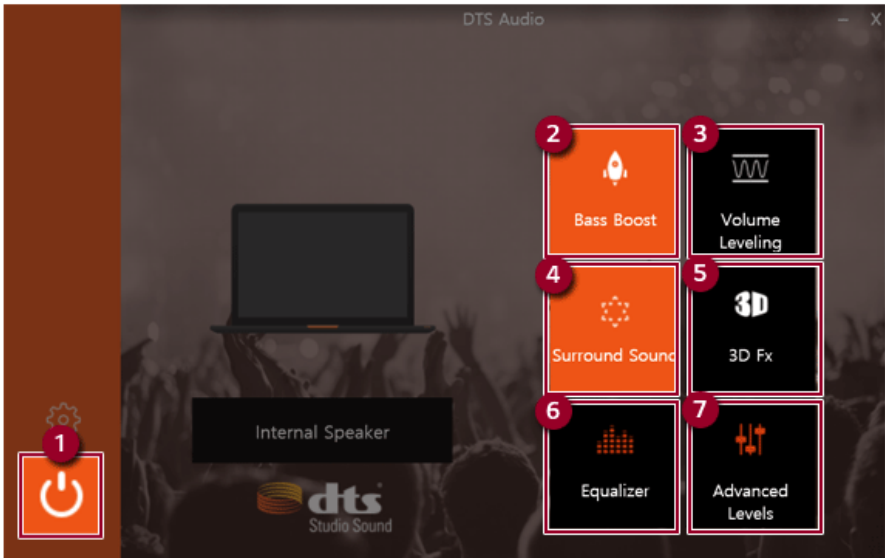 DTS Audio
– X
2
3
Bass Boost
Volume
Leveling
4
5
3D
Surround Sound
3D Fx
Internal Speaker
6
7
1
Equalizer
Advanced
Levels
dts
Studio Sound